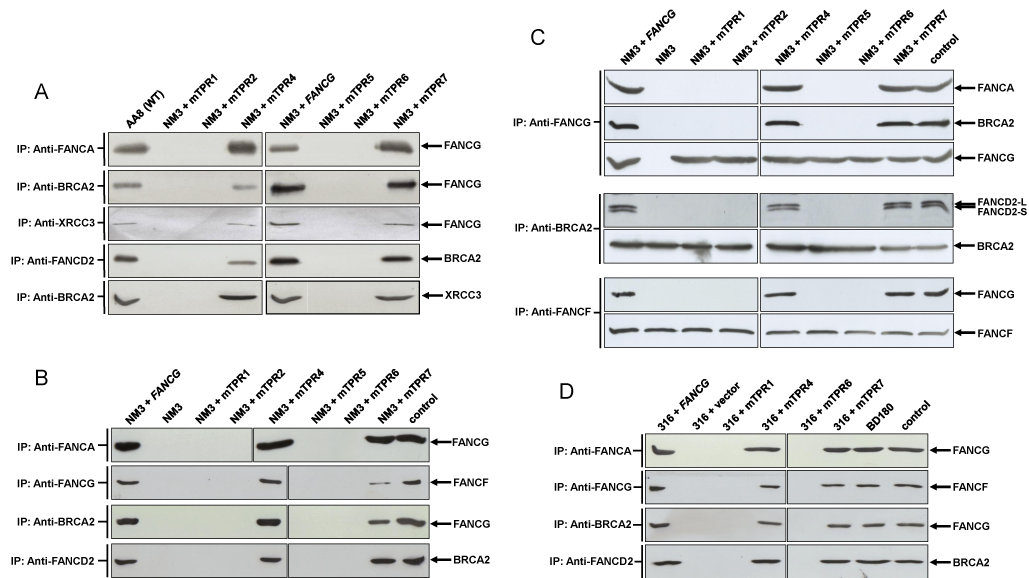 A
AA8 (WT)
NM3 + mTPR1
NM3 + mTPR2
NM3 + mTPR4
NM3 + FANCG
NM3 + mTPR5
NM3 + mTPR6
NM3 + mTPR7
IP: Anti-FANCA
FANCG
IP: Anti-BRCA2
FANCG
IP: Anti-XRCC3
FANCG
IP: Anti-FANCD2
BRCA2
IP: Anti-BRCA2
XRCC3
B
NM3 + FANCG
NM3
NM3 + mTPR1
NM3 + mTPR2
NM3 + mTPR4
NM3 + mTPR5
NM3 + mTPR6
NM3 + mTPR7
control
IP: Anti-FANCA
FANCG
IP: Anti-FANCG
FANCF
IP: Anti-BRCA2
FANCG
IP: Anti-FANCD2
BRCA2
C
NM3 + FANCG
NM3
NM3 + mTPR1
NM3 + mTPR2
NM3 + mTPR4
NM3 + mTPR5
NM3 + mTPR6
NM3 + mTPR7
control
IP: Anti-FANCG
FANCA
BRCA2
FANCG
IP: Anti-BRCA2
FANCD2-L
FANCD2-S
BRCA2
IP: Anti-FANCF
FANCG
FANCF
D
316 + FANCG
316 + vector
316 + mTPR1
316 + mTPR4
316 + mTPR6
316 + mTPR7
BD180
control
IP: Anti-FANCA
FANCG
IP: Anti-FANCG
FANCF
IP: Anti-BRCA2
FANCG
IP: Anti-FANCD2
BRCA2